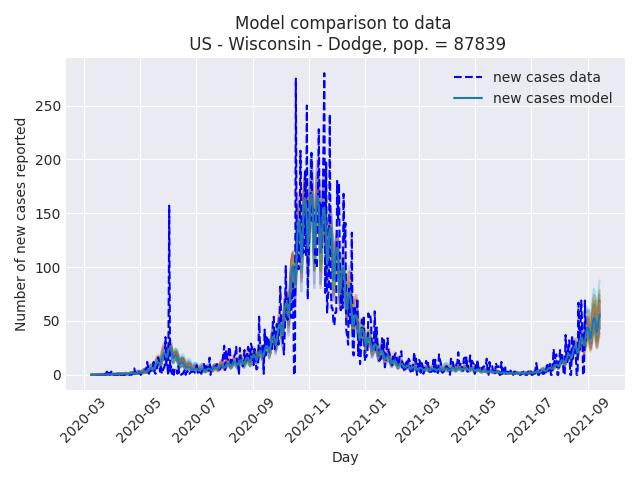 Model comparison to data
US - Wisconsin - Dodge, pop. = 87839
new cases data
new cases model
Number of new cases reported
250
200
150
100
50
0
2020-03
2020-05
2020-07
2020-09
2020-11
2021-01
2021-03
2021-05
2021-07
2021-09
Day